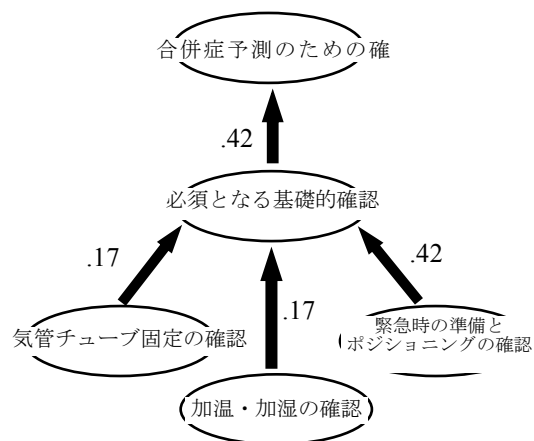 合併症予測のための確
.42
必須となる基礎的確認
.17
.42
.17
気管チューブ固定の確認
緊急時の準備と
ポジショニングの確認
加温・加湿の確認